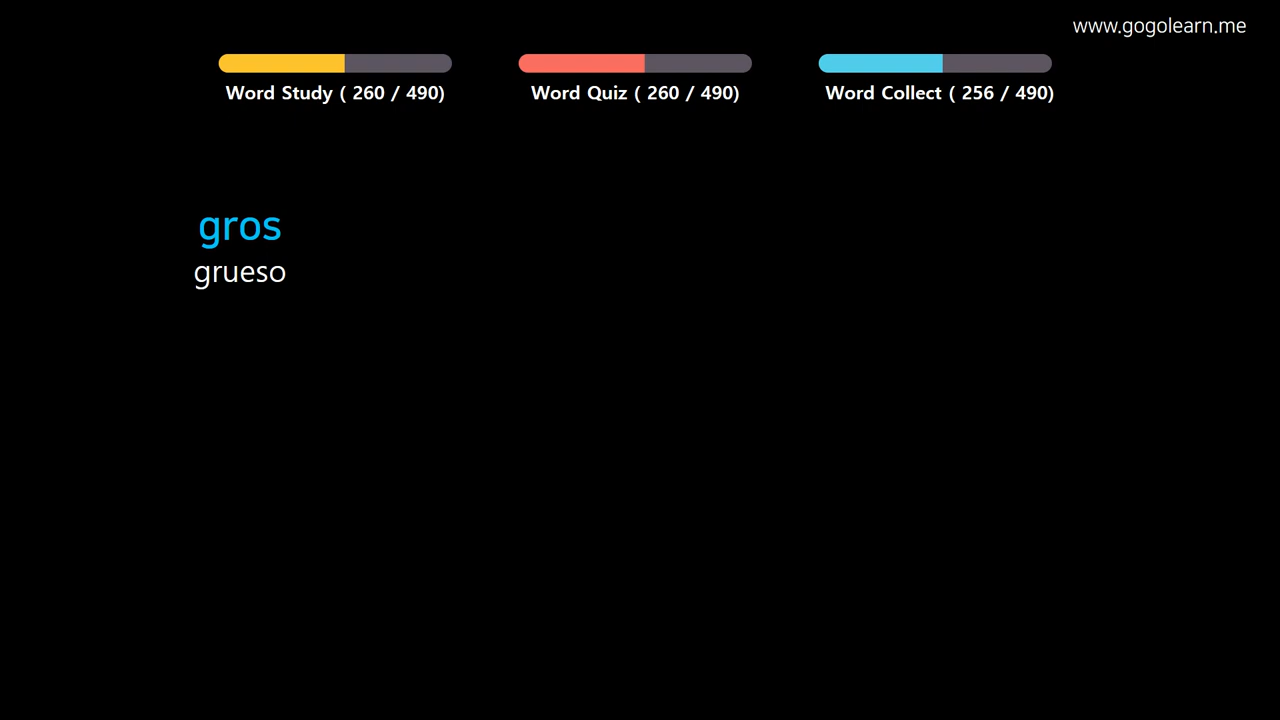 www.gogolearn.me
Word Study ( 260 / 490)
Word Quiz ( 260 / 490)
Word Collect ( 256 / 490)
gros
grueso